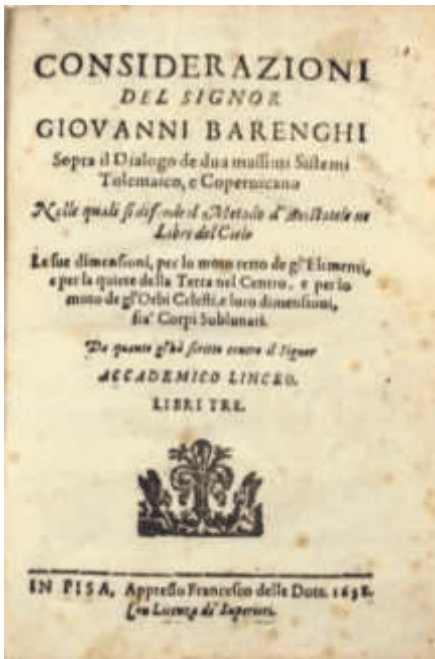 CONSIDERAZIONI
DEL SIGNOR
GIOVANNI BARENGHI
Sopra il Dialogo de dua massimi Sistemi
Tolemaico, e Copernicano
Nelle quali si difende il Metodo d'Aristotele ne
Libri del Cielo
Le sue dimensioni, per lo moto retto de gl'Elementi,
e per la quiete della Terra nel Centro. e per lo
moto de gl'Orbi Celesti, e loro dimensioni,
fra' Corpi Sublunari.
Da quanto gl'hà scritto contro il Signor
ACCADEMICO LINCEO.
LIBRI TRE.
IN PISA, Appresso Francesco delle Dote. 1638.
Con Licenza de' Superiori.